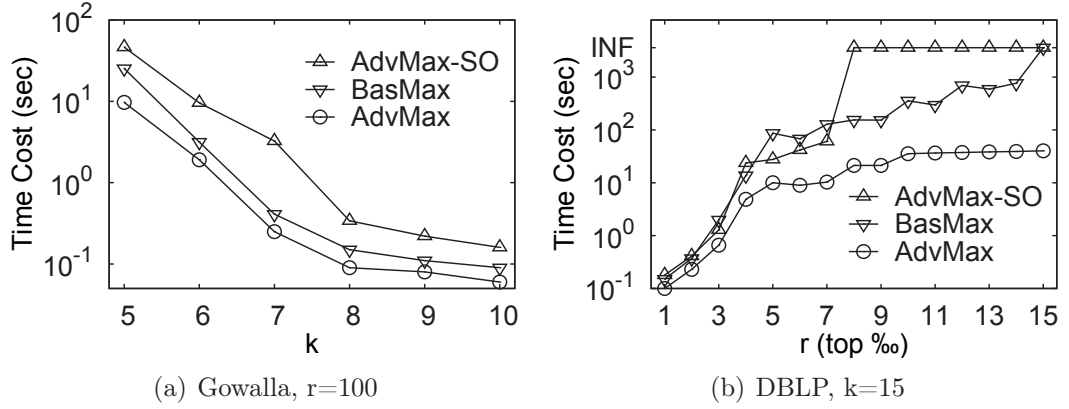 10^2
10^1
10^0
10^-1
Time Cost (sec)
AdvMax-SO
BasMax
AdvMax
5 6 7 8 9 10
k
(a) Gowalla, r=100
INF
10^3
10^2
10^1
10^0
10^-1
Time Cost (sec)
AdvMax-SO
BasMax
AdvMax
1 3 5 7 9 11 13 15
r (top ‰)
(b) DBLP, k=15